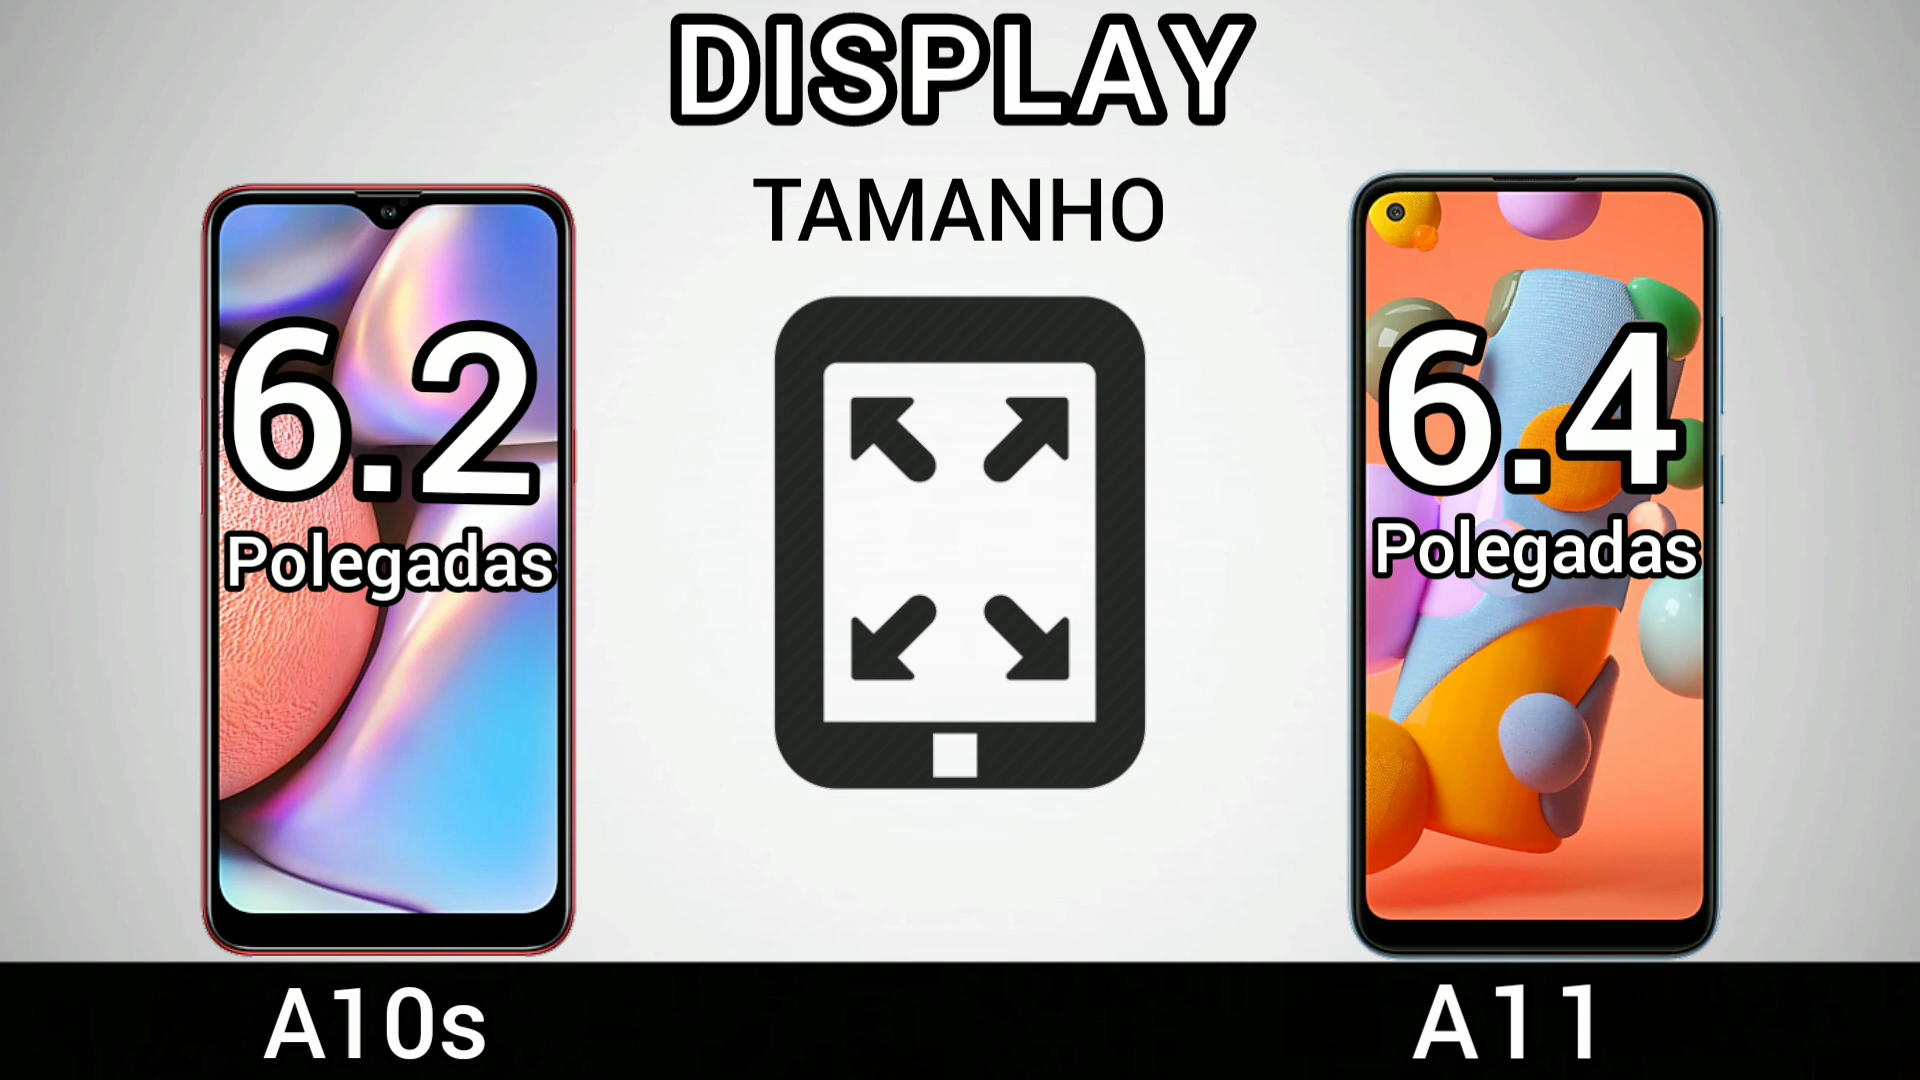 DISPLAY
TAMANHO
6.2
Polegadas
6.4
Polegadas
A10s
A11